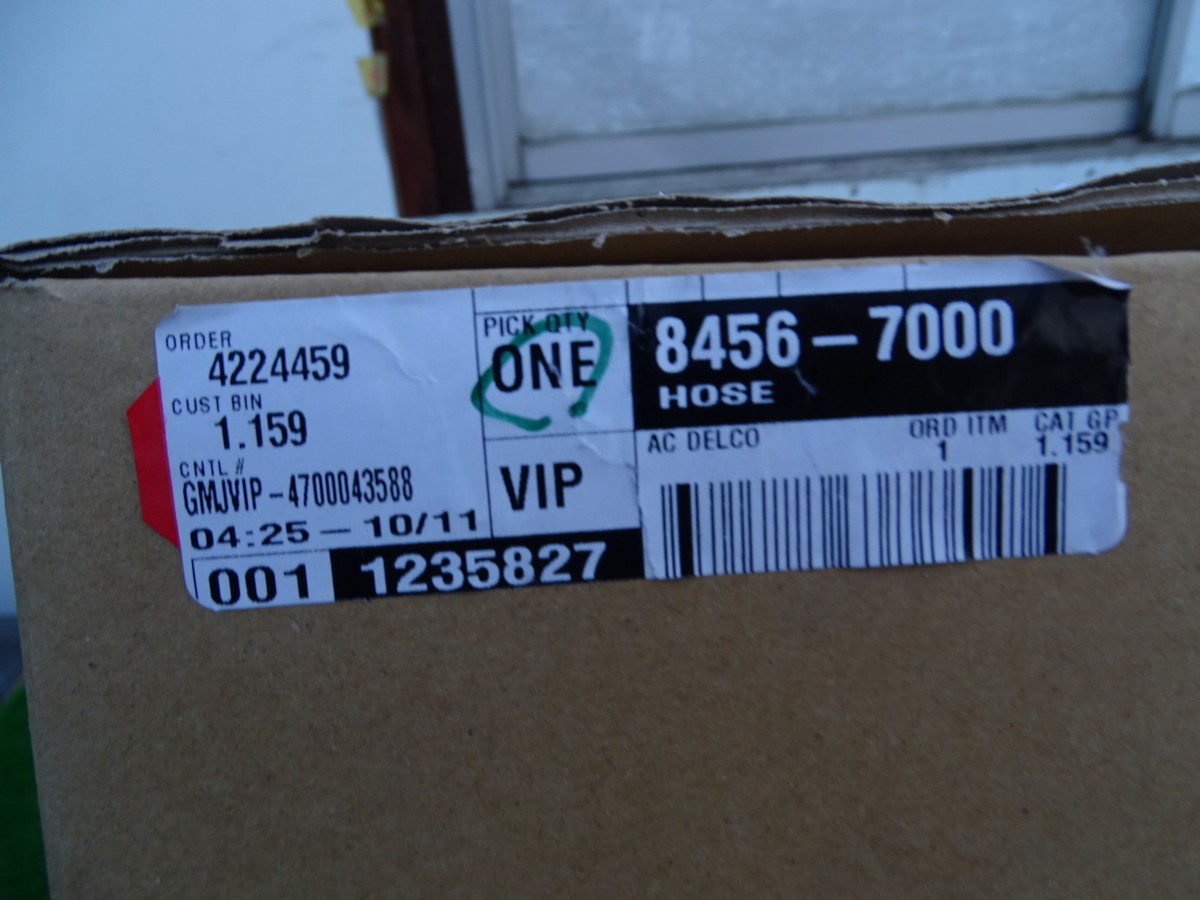 ORDER
4224459
CUST BIN
1.159
CNTL #
GMJVIP-4700043588
04:25 - 10/11
001 1235827
PICK QTY
ONE
VIP
8456-7000
HOSE
AC DELCO
ORD ITM
1
CAT GP
1.159